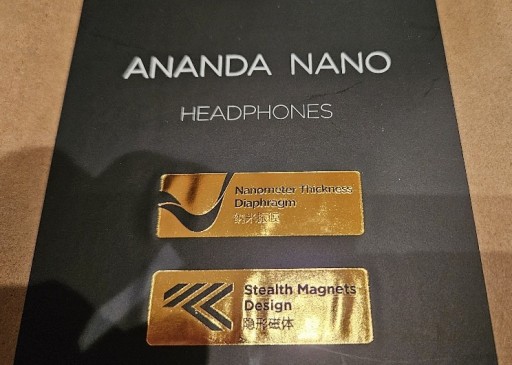 ANANDA NANO
HEADPHONES
Nanometer Thickness
Diaphragm
纳米振膜
Stealth Magnets
Design
隐形磁体